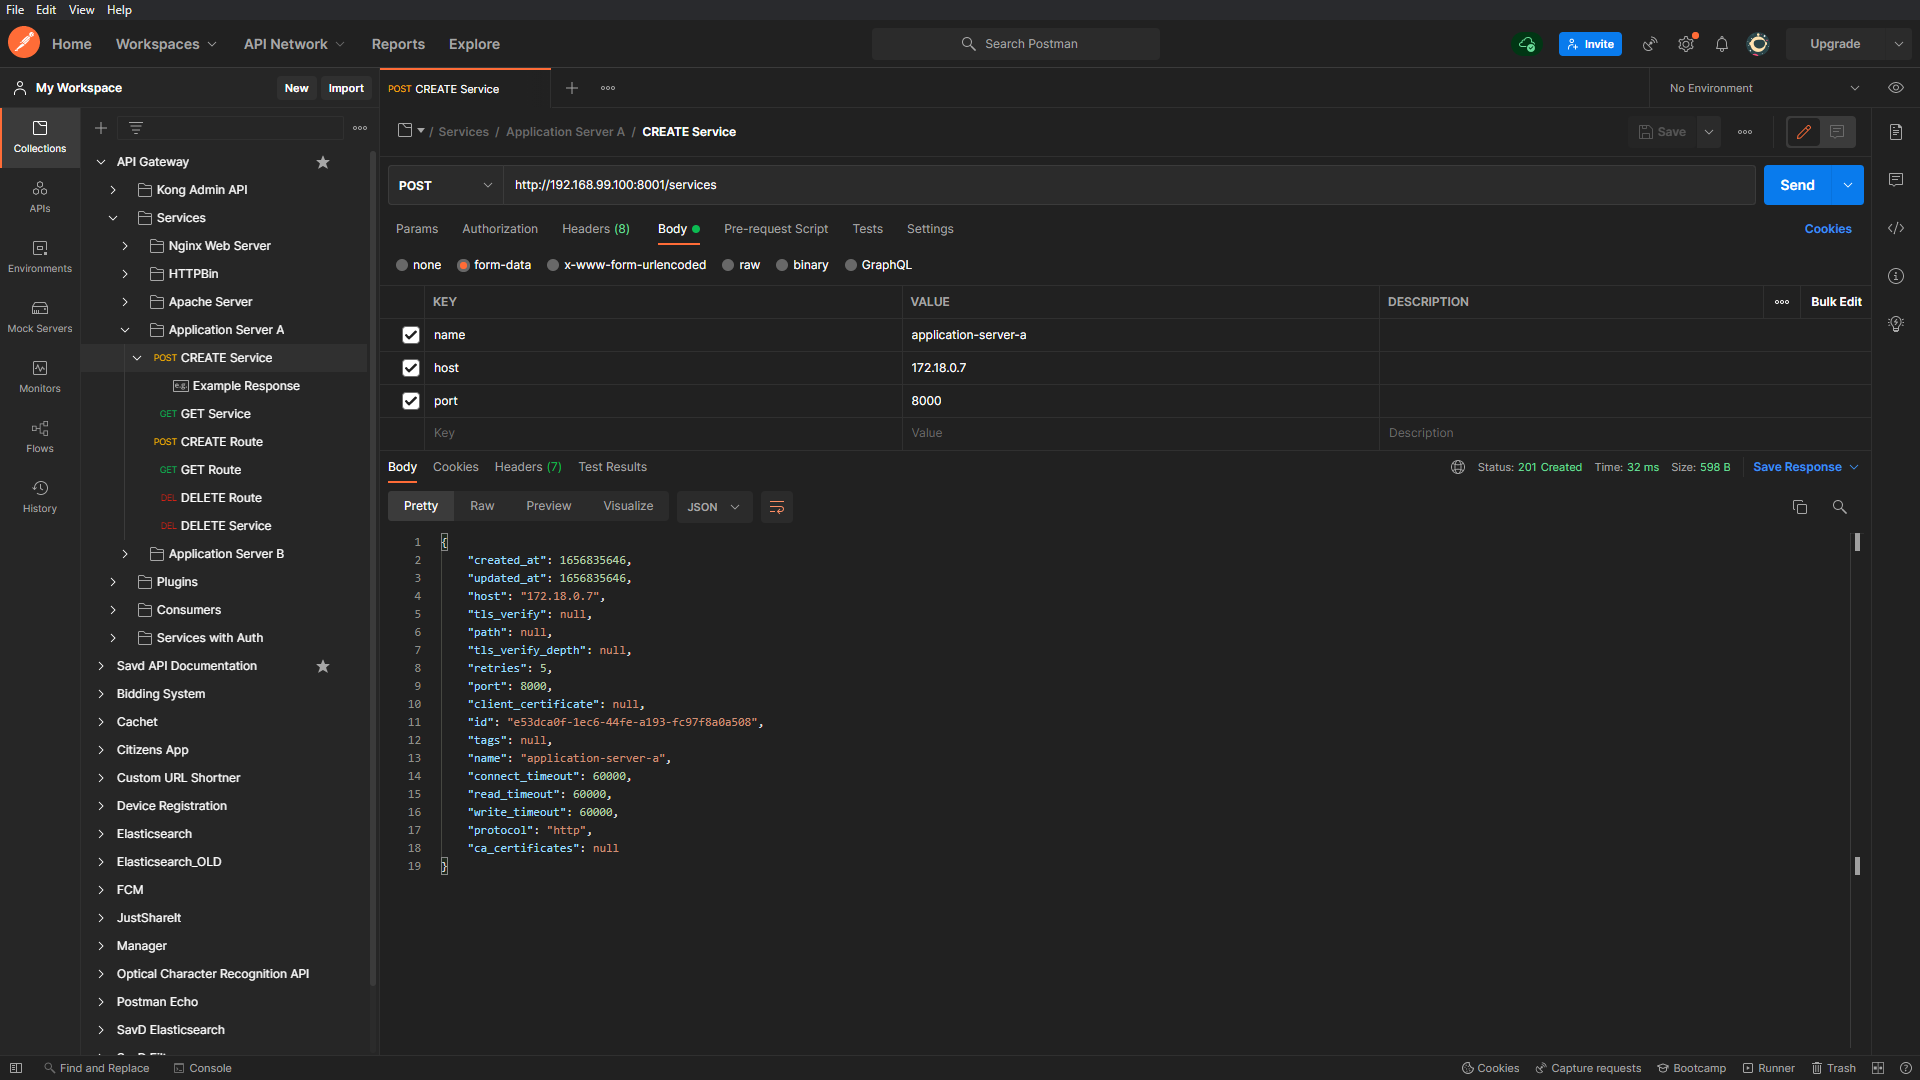 File Edit View Help
Home Workspaces API Network Reports Explore Search Postman Invite Upgrade
My Workspace New Import POST CREATE Service No Environment
Services / Application Server A / CREATE Service Save
Collections
APIs
Environments
Mock Servers
Monitors
Flows
History
API Gateway
Kong Admin API
Services
Nginx Web Server
HTTPBin
Apache Server
Application Server A
POST CREATE Service
e.g. Example Response
GET GET Service
POST CREATE Route
GET GET Route
DEL DELETE Route
DEL DELETE Service
Application Server B
Plugins
Consumers
Services with Auth
Savd API Documentation
Bidding System
Cachet
Citizens App
Custom URL Shortner
Device Registration
Elasticsearch
Elasticsearch_OLD
FCM
JustShareIt
Manager
Optical Character Recognition API
Postman Echo
SavD Elasticsearch
POST http://192.168.99.100:8001/services Send
Params Authorization Headers (8) Body Pre-request Script Tests Settings Cookies
none form-data x-www-form-urlencoded raw binary GraphQL
KEY VALUE DESCRIPTION Bulk Edit
name application-server-a
host 172.18.0.7
port 8000
Key Value Description
Body Cookies Headers (7) Test Results Status: 201 Created Time: 32 ms Size: 598 B Save Response
Pretty Raw Preview Visualize JSON
1 {
2 "created_at": 1656835646,
3 "updated_at": 1656835646,
4 "host": "172.18.0.7",
5 "tls_verify": null,
6 "path": null,
7 "tls_verify_depth": null,
8 "retries": 5,
9 "port": 8000,
10 "client_certificate": null,
11 "id": "e53dca0f-1ec6-44fe-a193-fc97f8a0a508",
12 "tags": null,
13 "name": "application-server-a",
14 "connect_timeout": 60000,
15 "read_timeout": 60000,
16 "write_timeout": 60000,
17 "protocol": "http",
18 "ca_certificates": null
19 }
Find and Replace Console Cookies Capture requests Bootcamp Runner Trash